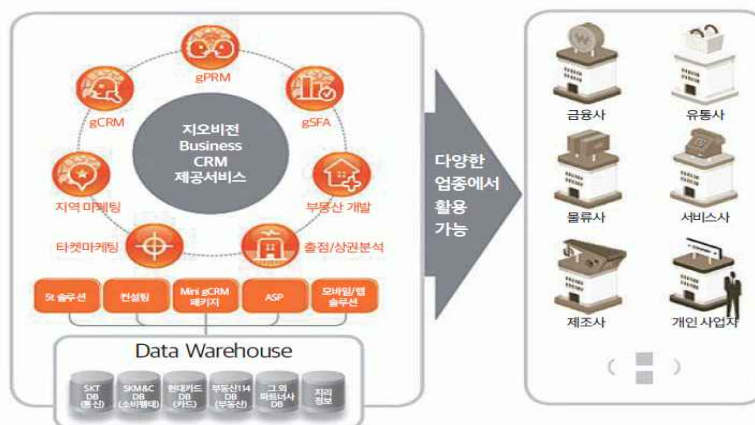 gPRM
gCRM
gSFA
지오비전
Business
CRM
제공서비스
지역 마케팅
부동산 개발
타켓마케팅
출점/상권분석
5t 솔루션
컨설팅
Mini gCRM
패키지
ASP
모바일/웹
솔루션
Data Warehouse
SKT
DB
(통신)
SKM&C
DB
(소비행태)
현대카드
DB
(카드)
부동산114
DB
(부동산)
그 외
파트너사
DB
지리
정보
다양한
업종에서
활용
가능
금융사
유통사
물류사
서비스사
제조사
개인 사업자